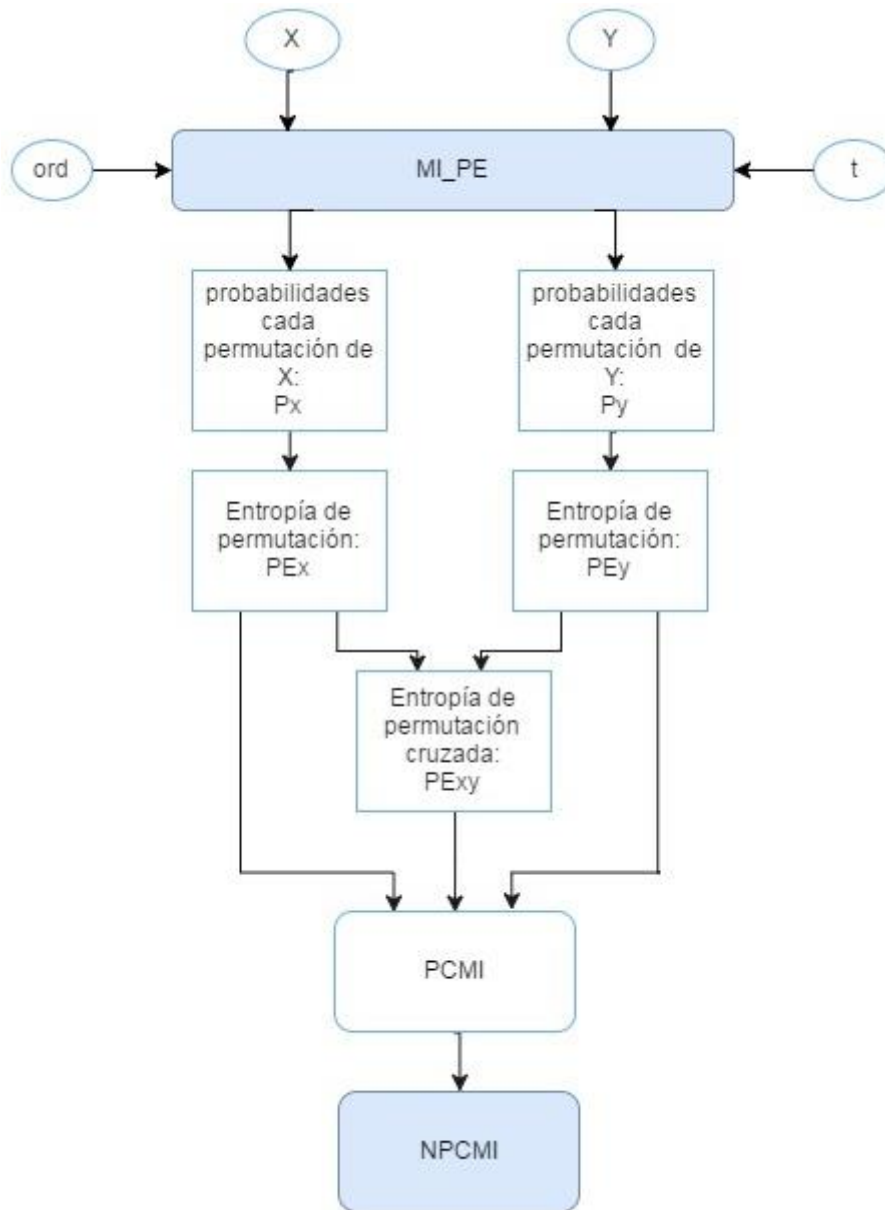 X
Y
ord
MI_PE
t
probabilidades
cada
permutación de
X:
Px
probabilidades
cada
permutación de
Y:
Py
Entropía de
permutación:
PEx
Entropía de
permutación:
PEy
Entropía de
permutación
cruzada:
PExy
PCMI
NPCMI